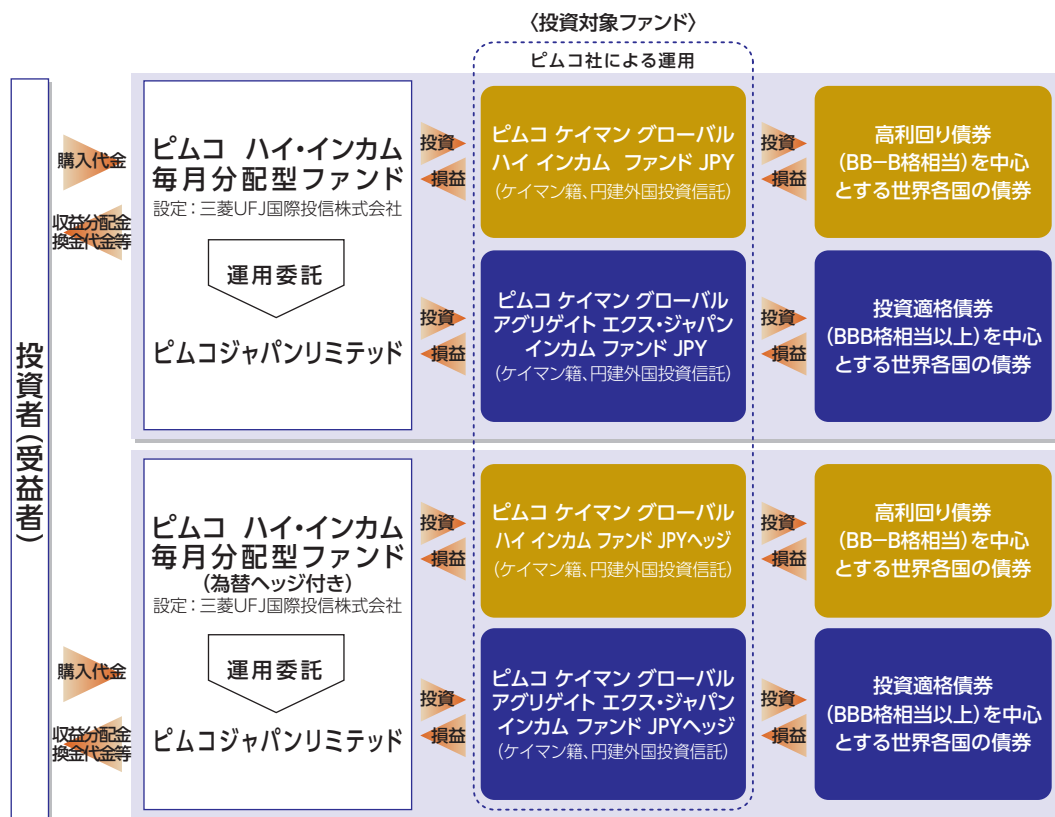 〈投資対象ファンド〉
ピムコ社による運用
投資者(受益者)
購入代金
収益分配金
換金代金等
ピムコ ハイ・インカム
毎月分配型ファンド
設定：三菱UFJ国際投信株式会社
運用委託
ピムコジャパンリミテッド
投資
損益
ピムコ ケイマン グローバル
ハイ インカム ファンド JPY
(ケイマン籍、円建外国投資信託)
投資
損益
高利回り債券
(BB－B格相当)を中心
とする世界各国の債券
投資
損益
ピムコ ケイマン グローバル
アグリゲイト エクス・ジャパン
インカム ファンド JPY
(ケイマン籍、円建外国投資信託)
投資
損益
投資適格債券
(BBB格相当以上)を中心
とする世界各国の債券
購入代金
収益分配金
換金代金等
ピムコ ハイ・インカム
毎月分配型ファンド
(為替ヘッジ付き)
設定：三菱UFJ国際投信株式会社
運用委託
ピムコジャパンリミテッド
投資
損益
ピムコ ケイマン グローバル
ハイ インカム ファンド JPYヘッジ
(ケイマン籍、円建外国投資信託)
投資
損益
高利回り債券
(BB－B格相当)を中心
とする世界各国の債券
投資
損益
ピムコ ケイマン グローバル
アグリゲイト エクス・ジャパン
インカム ファンド JPYヘッジ
(ケイマン籍、円建外国投資信託)
投資
損益
投資適格債券
(BBB格相当以上)を中心
とする世界各国の債券